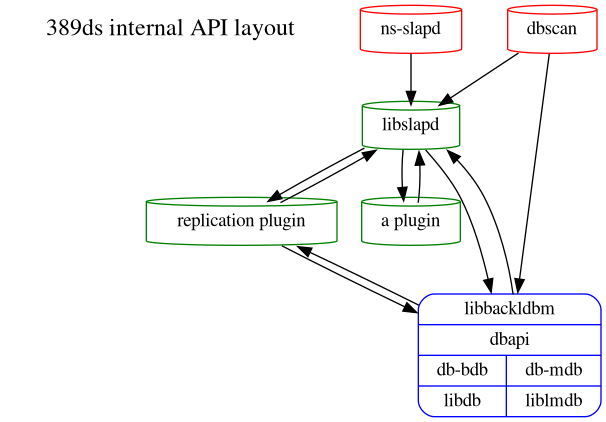 389ds internal API layout
ns-slapd
dbscan
libslapd
replication plugin
a plugin
libbackldbm
dbapi
db-bdb
db-mdb
libdb
liblmdb